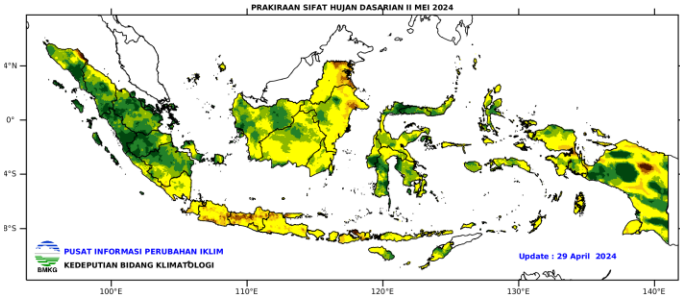 PRAKIRAAN SIFAT HUJAN DASARIAN II MEI 2024
4°N
0°
4°S
8°S
PUSAT INFORMASI PERUBAHAN IKLIM
KEDEPUTIAN BIDANG KLIMATOLOGI
BMKG
Update : 29 April 2024
100°E 110°E 120°E 130°E 140°E